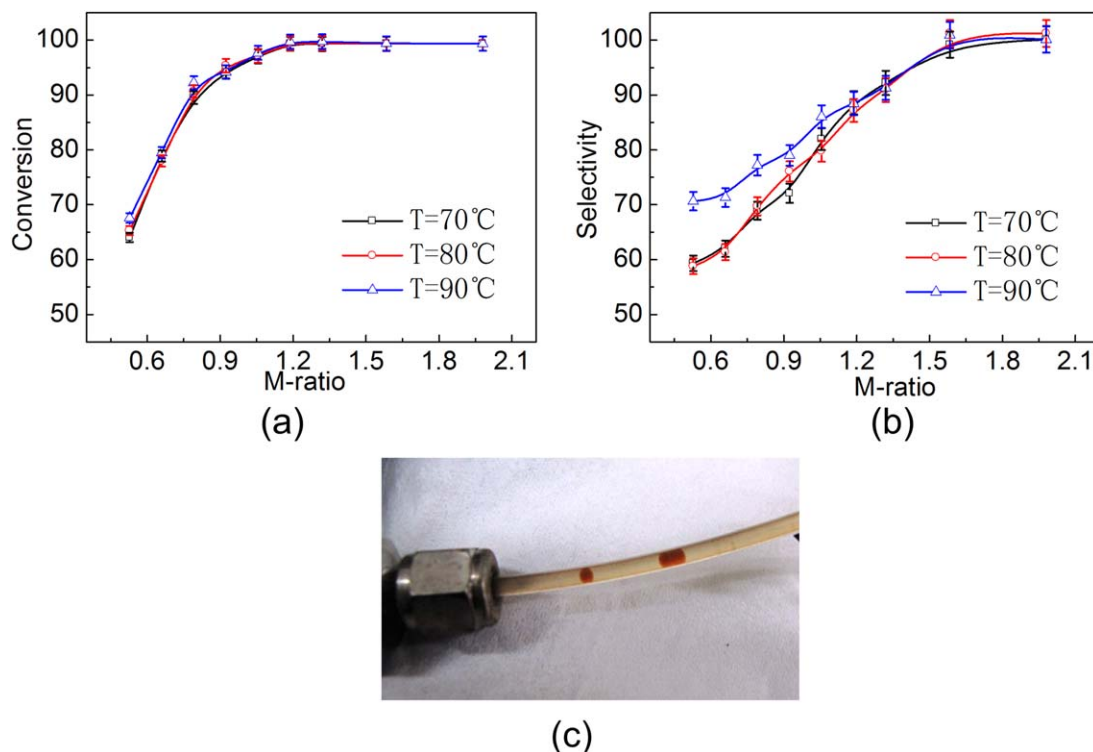 100
90
80
70
60
50
Conversion
T=70℃
T=80℃
T=90℃
0.6 0.9 1.2 1.5 1.8 2.1
M-ratio
(a)
100
90
80
70
60
50
Selectivity
T=70℃
T=80℃
T=90℃
0.6 0.9 1.2 1.5 1.8 2.1
M-ratio
(b)
(c)